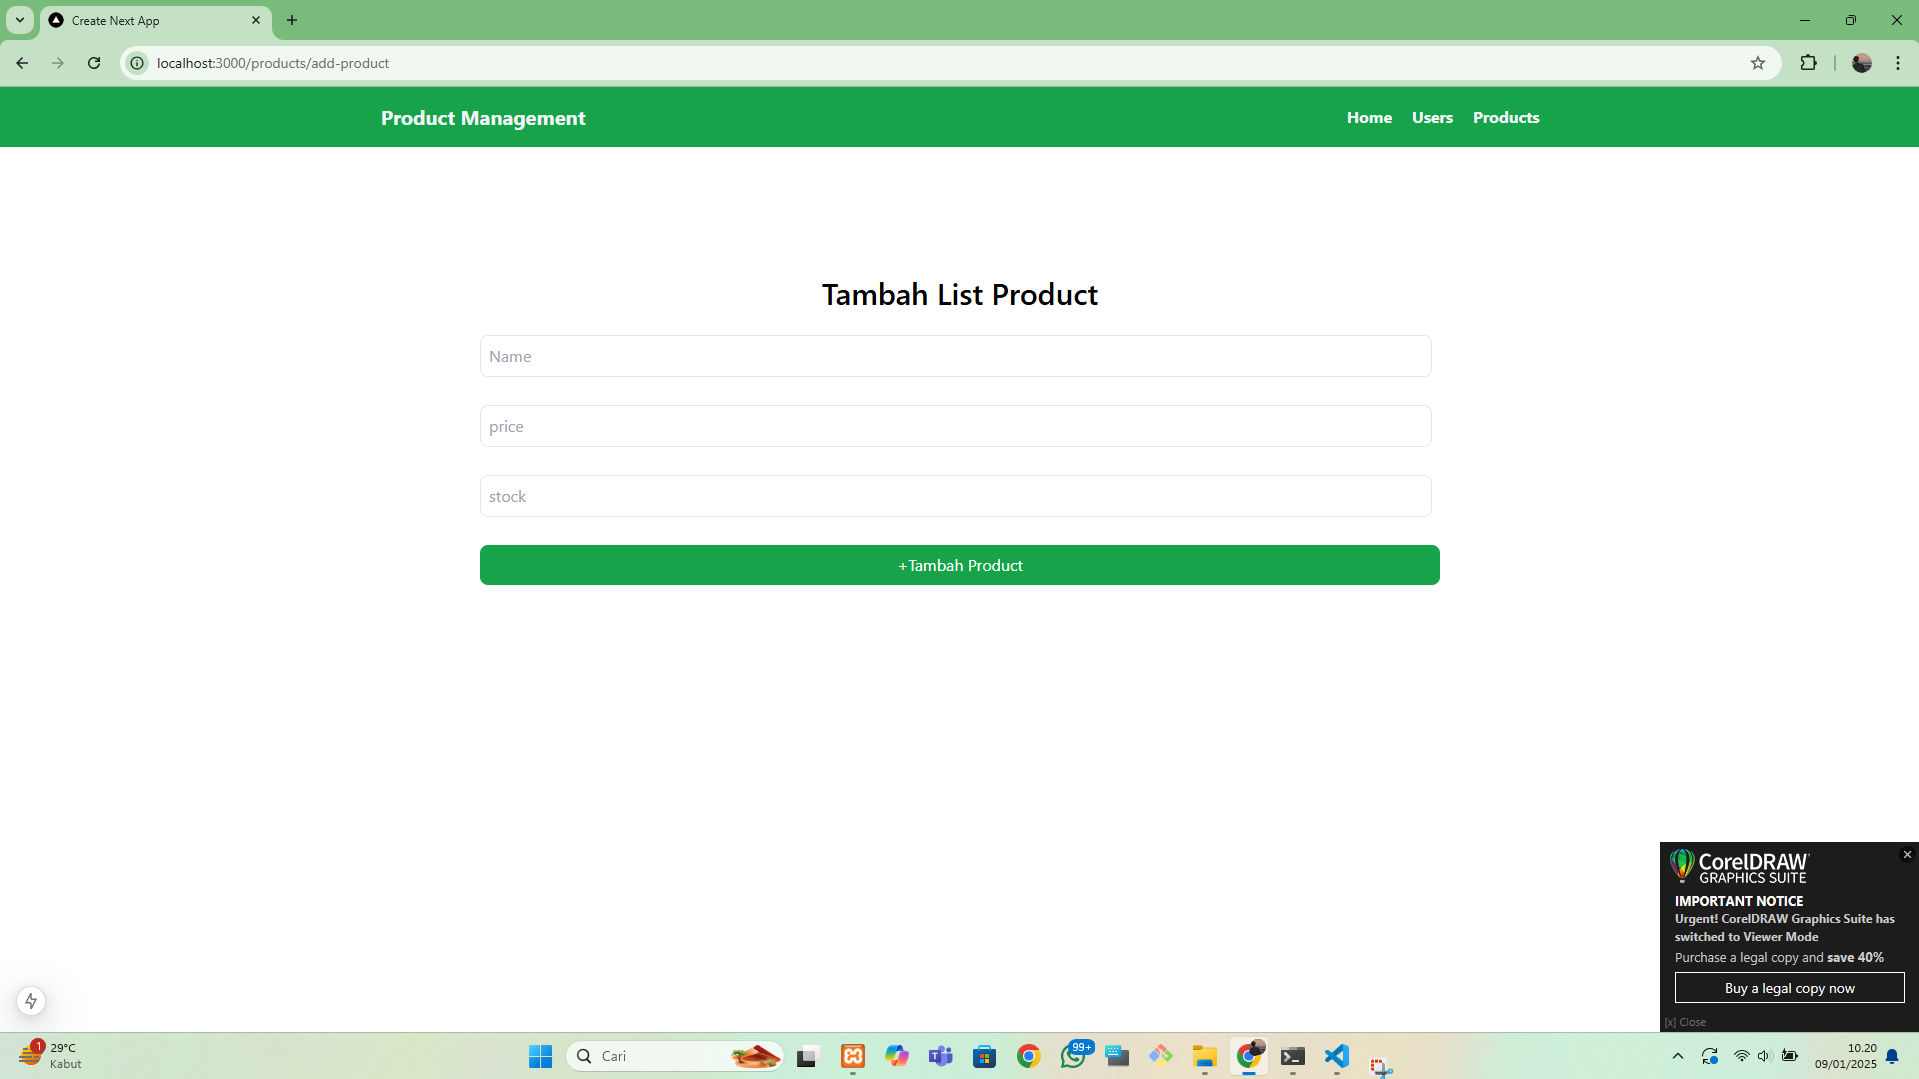 Create Next App
localhost:3000/products/add-product
Product Management
Home Users Products
Tambah List Product
Name
price
stock
+Tambah Product
CorelDRAW
GRAPHICS SUITE
IMPORTANT NOTICE
Urgent! CorelDRAW Graphics Suite has
switched to Viewer Mode
Purchase a legal copy and save 40%
Buy a legal copy now
[x] Close
1
29°C
Kabut
Cari
99+
10.20
09/01/2025